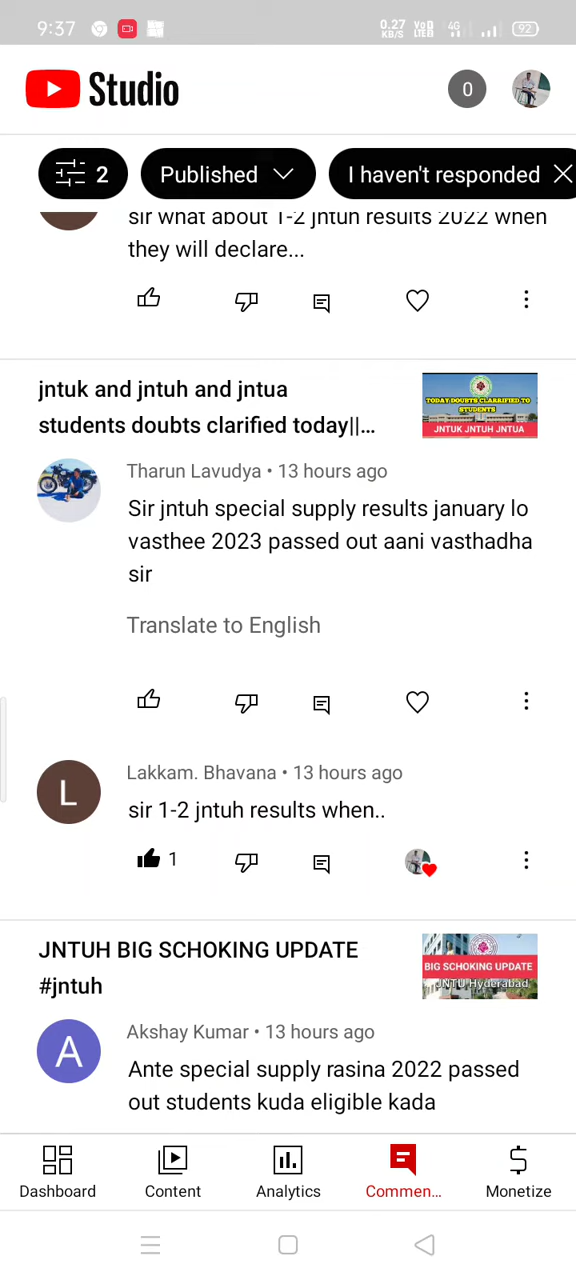 9:37
0.27 KB/S
VoD LTE
4G
92
Studio
0
2
Published
I haven't responded
sir what about 1-2 jntuh results 2022 when
they will declare...
jntuk and jntuh and jntua
students doubts clarified today||...
TODAY DOUBTS CLARRIFIED TO
STUDENTS
JNTUK JNTUH JNTUA
Tharun Lavudya • 13 hours ago
Sir jntuh special supply results january lo
vasthee 2023 passed out aani vasthadha
sir
Translate to English
L
Lakkam. Bhavana • 13 hours ago
sir 1-2 jntuh results when..
1
JNTUH BIG SCHOKING UPDATE
#jntuh
BIG SCHOKING UPDATE
JNTU Hyderabad
A
Akshay Kumar • 13 hours ago
Ante special supply rasina 2022 passed
out students kuda eligible kada
Dashboard
Content
Analytics
Commen...
Monetize